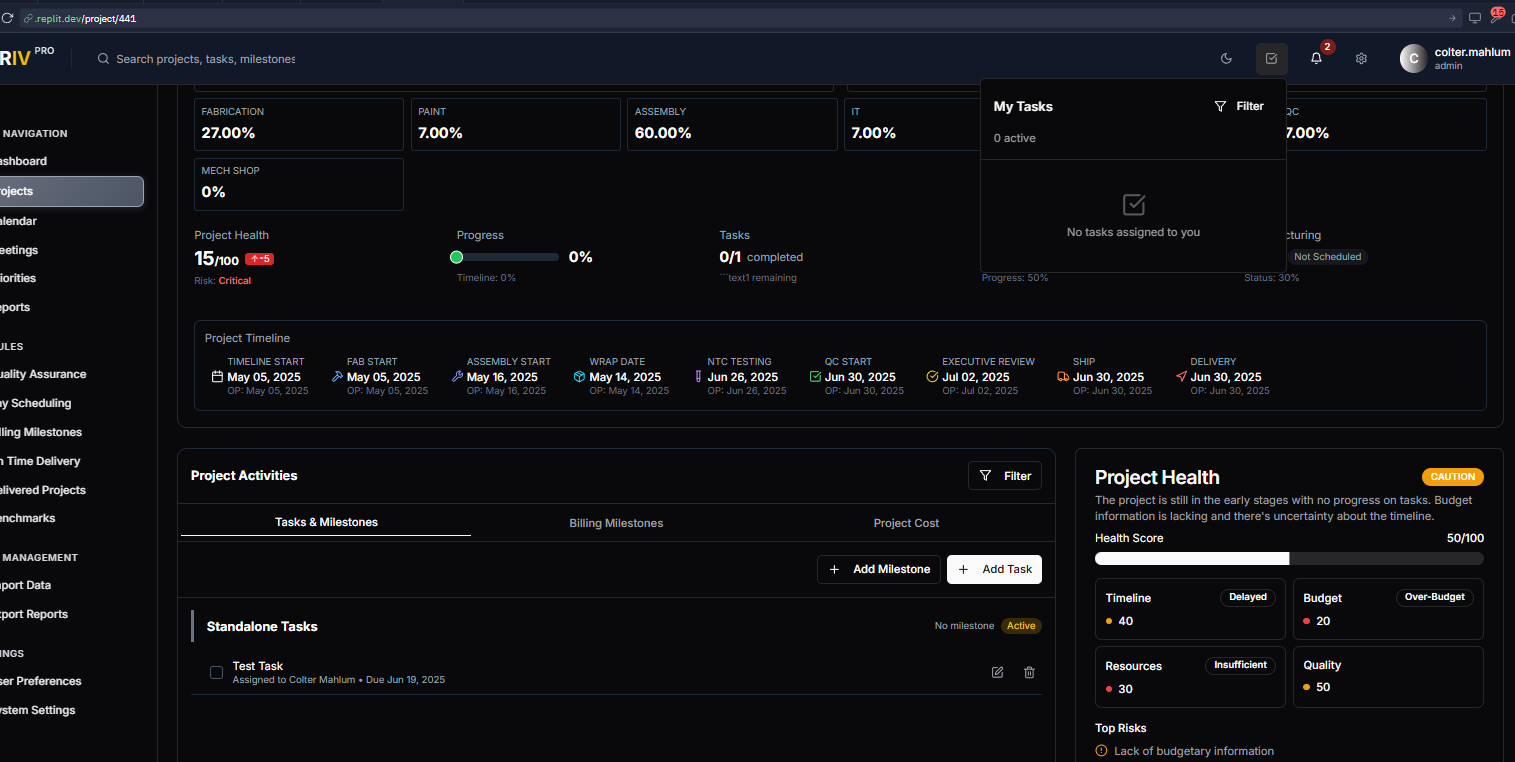 .replit.dev/project/441
15
RIV PRO
Search projects, tasks, milestones
2
C
colter.mahlum
admin
NAVIGATION
ashboard
rojects
alendar
eetings
iorities
eports
ULES
uality Assurance
ay Scheduling
lling Milestones
n Time Delivery
elivered Projects
enchmarks
MANAGEMENT
port Data
xport Reports
INGS
ser Preferences
ystem Settings
FABRICATION
27.00%
PAINT
7.00%
ASSEMBLY
60.00%
IT
7.00%
QC
7.00%
MECH SHOP
0%
My Tasks
Filter
0 active
No tasks assigned to you
Project Health
15/100 -5
Risk: Critical
Progress
0%
Timeline: 0%
Tasks
0/1 completed
```text1 remaining
Progress: 50%
cturing
Not Scheduled
Status: 30%
Project Timeline
TIMELINE START
May 05, 2025
OP: May 05, 2025
FAB START
May 05, 2025
OP: May 05, 2025
ASSEMBLY START
May 16, 2025
OP: May 16, 2025
WRAP DATE
May 14, 2025
OP: May 14, 2025
NTC TESTING
Jun 26, 2025
OP: Jun 26, 2025
QC START
Jun 30, 2025
OP: Jun 30, 2025
EXECUTIVE REVIEW
Jul 02, 2025
OP: Jul 02, 2025
SHIP
Jun 30, 2025
OP: Jun 30, 2025
DELIVERY
Jun 30, 2025
OP: Jun 30, 2025
Project Activities
Filter
Tasks & Milestones
Billing Milestones
Project Cost
+ Add Milestone
+ Add Task
Standalone Tasks
No milestone Active
Test Task
Assigned to Colter Mahlum • Due Jun 19, 2025
Project Health
CAUTION
The project is still in the early stages with no progress on tasks. Budget
information is lacking and there's uncertainty about the timeline.
Health Score
50/100
Timeline Delayed
40
Budget Over-Budget
20
Resources Insufficient
30
Quality
50
Top Risks
Lack of budgetary information